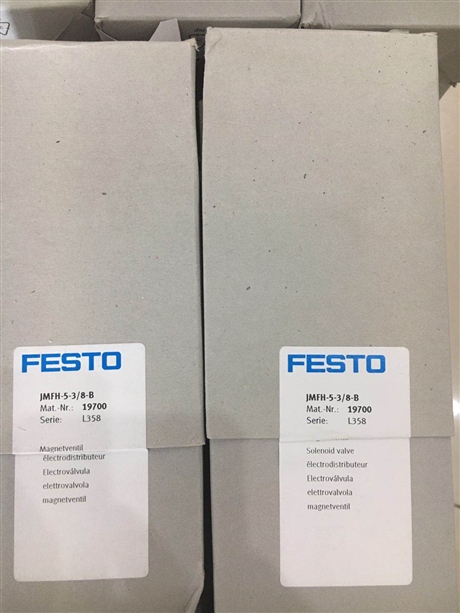 FESTO
JMFH-5-3/8-B
Mat.-Nr.: 19700
Serie: L358
Magnetventil
électrodistributeur
Electroválvula
elettrovalvola
magnetventil
FESTO
JMFH-5-3/8-B
Mat.-Nr.: 19700
Serie: L358
Solenoid valve
électrodistributeur
Electroválvula
elettrovalvola
magnetventil